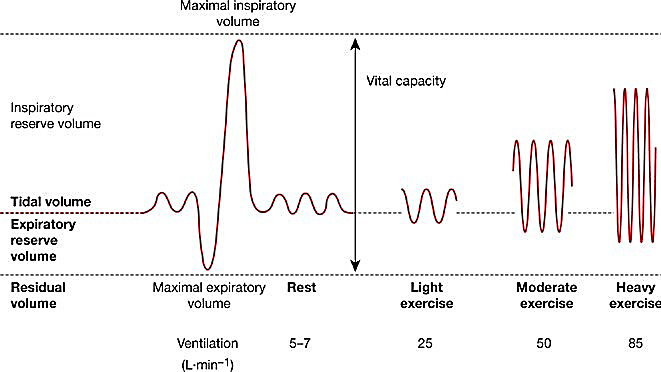 Maximal inspiratory
volume
Vital capacity
Inspiratory
reserve volume
Tidal volume
Expiratory
reserve
volume
Residual
volume
Maximal expiratory
volume
Rest
Light
exercise
Moderate
exercise
Heavy
exercise
Ventilation
(L·min⁻¹)
5–7
25
50
85